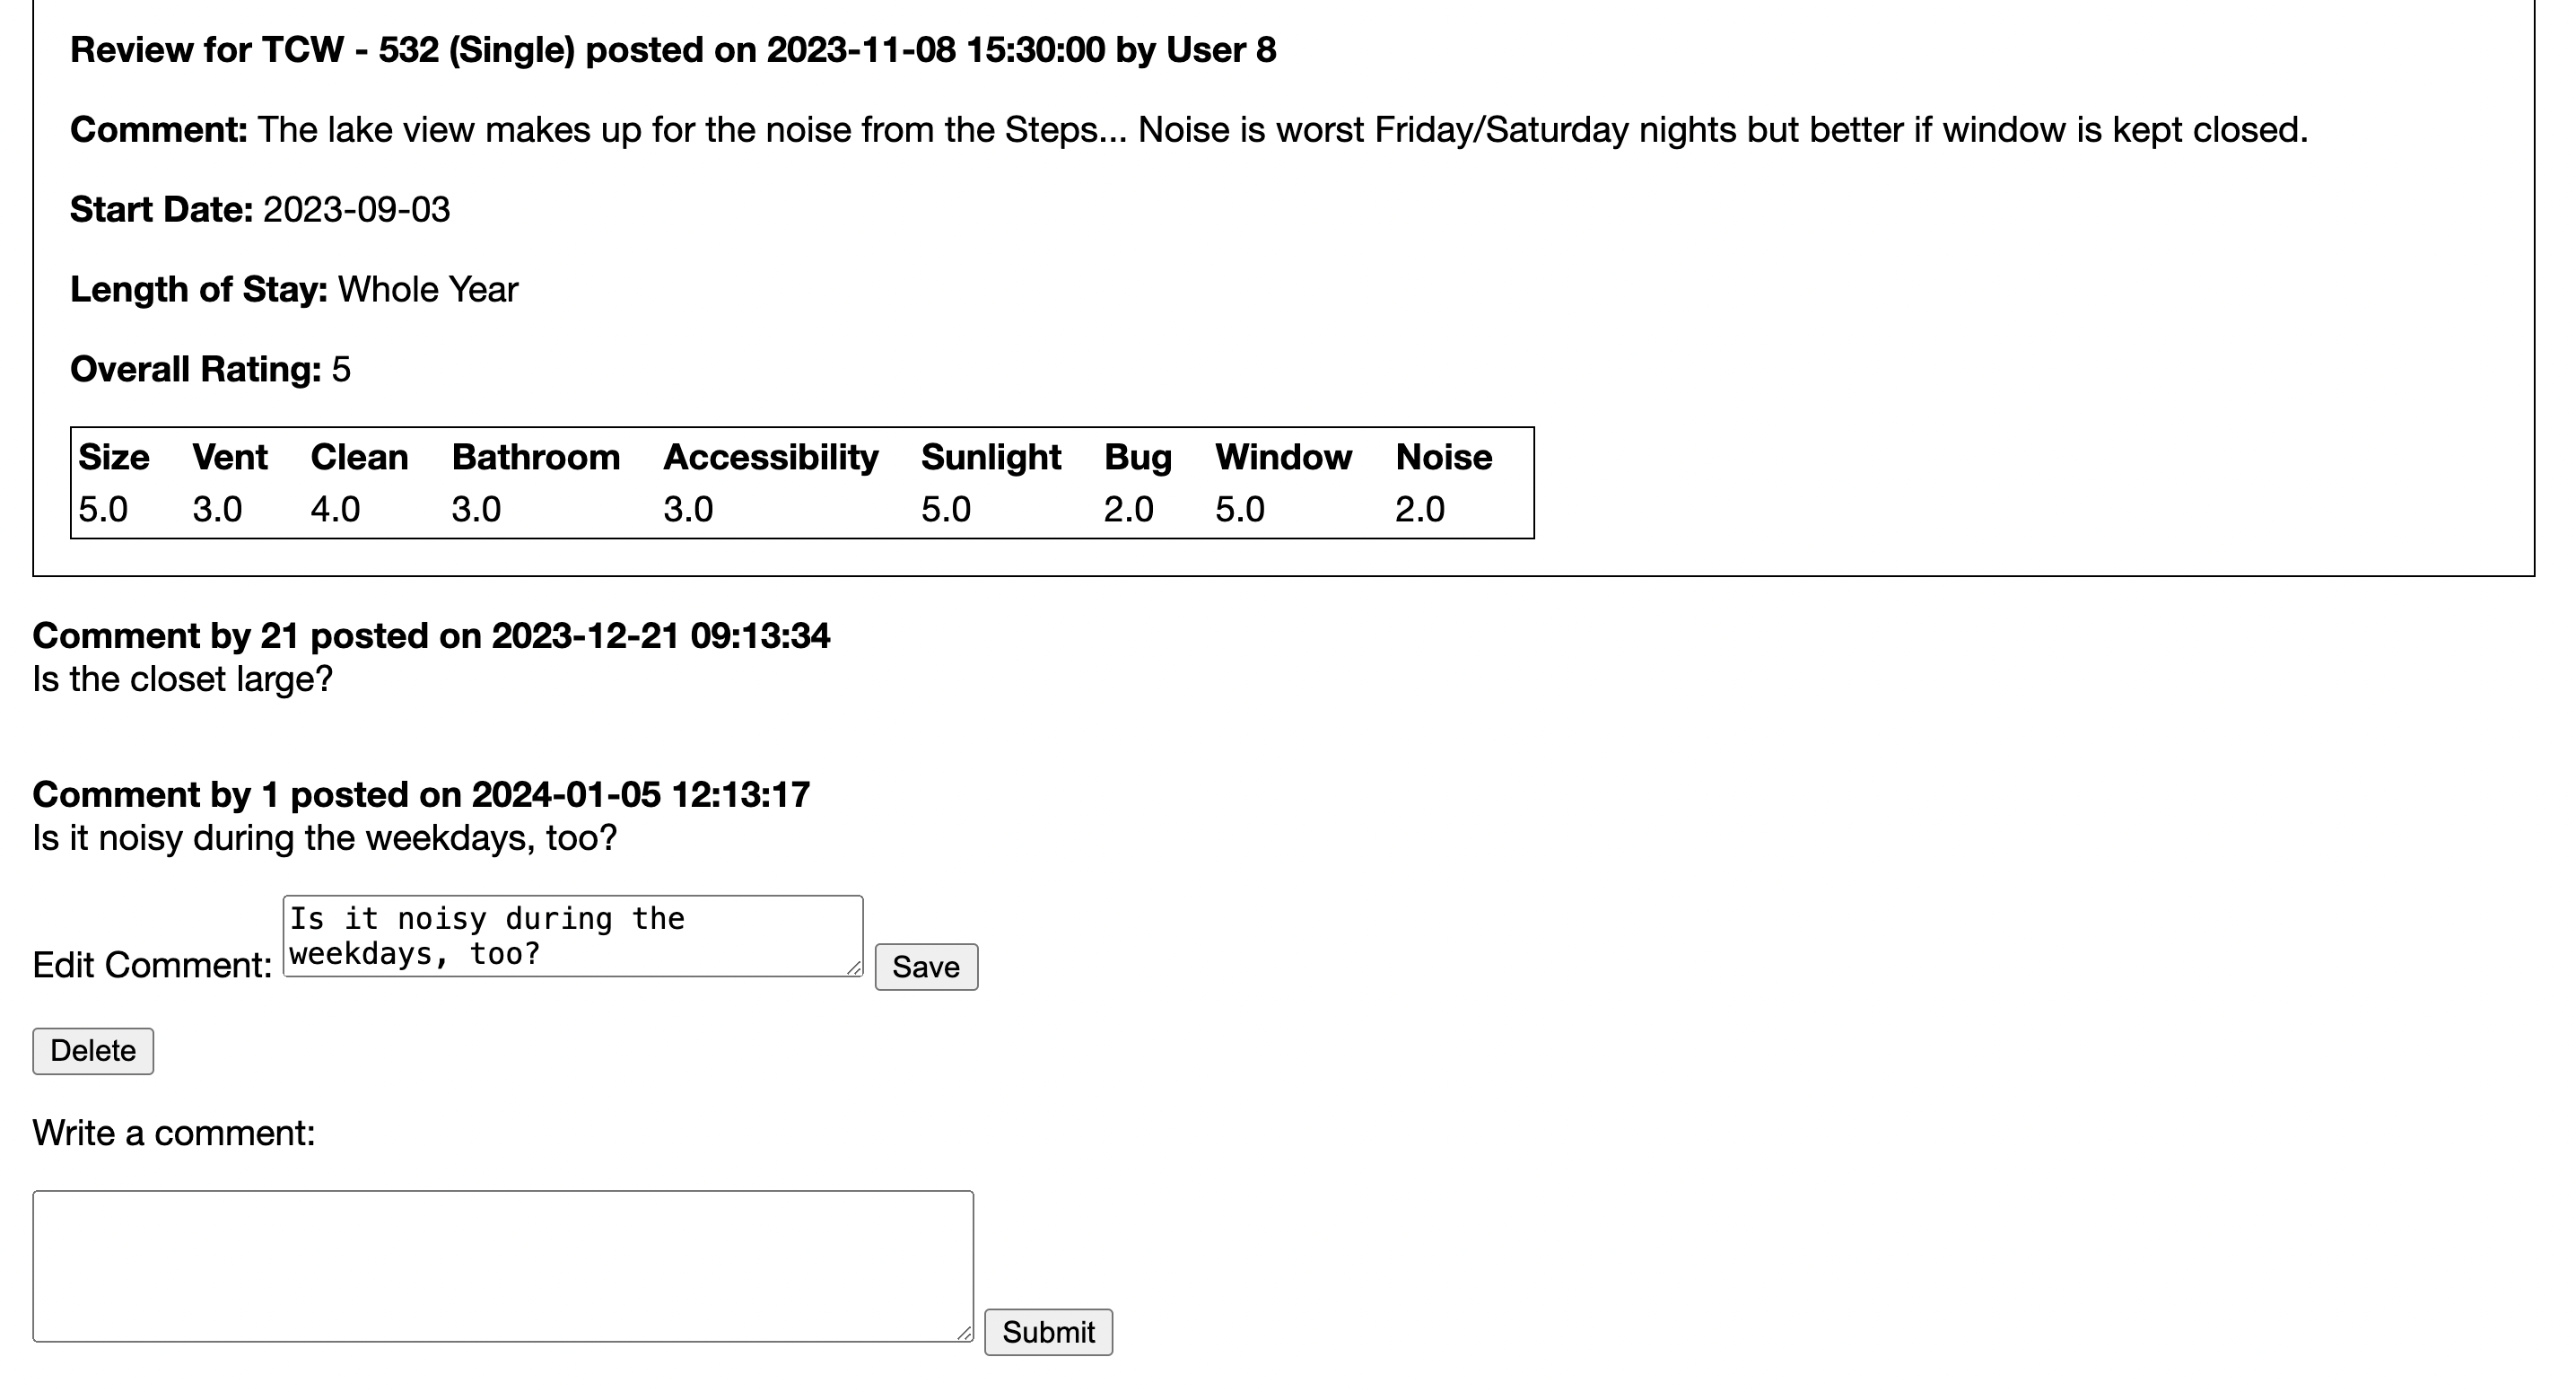 Review for TCW - 532 (Single) posted on 2023-11-08 15:30:00 by User 8
Comment: The lake view makes up for the noise from the Steps... Noise is worst Friday/Saturday nights but better if window is kept closed.
Start Date: 2023-09-03
Length of Stay: Whole Year
Overall Rating: 5
Size Vent Clean Bathroom Accessibility Sunlight Bug Window Noise
5.0 3.0 4.0 3.0 3.0 5.0 2.0 5.0 2.0
Comment by 21 posted on 2023-12-21 09:13:34
Is the closet large?
Comment by 1 posted on 2024-01-05 12:13:17
Is it noisy during the weekdays, too?
Is it noisy during the
Edit Comment: weekdays, too? Save
Delete
Write a comment:
Submit